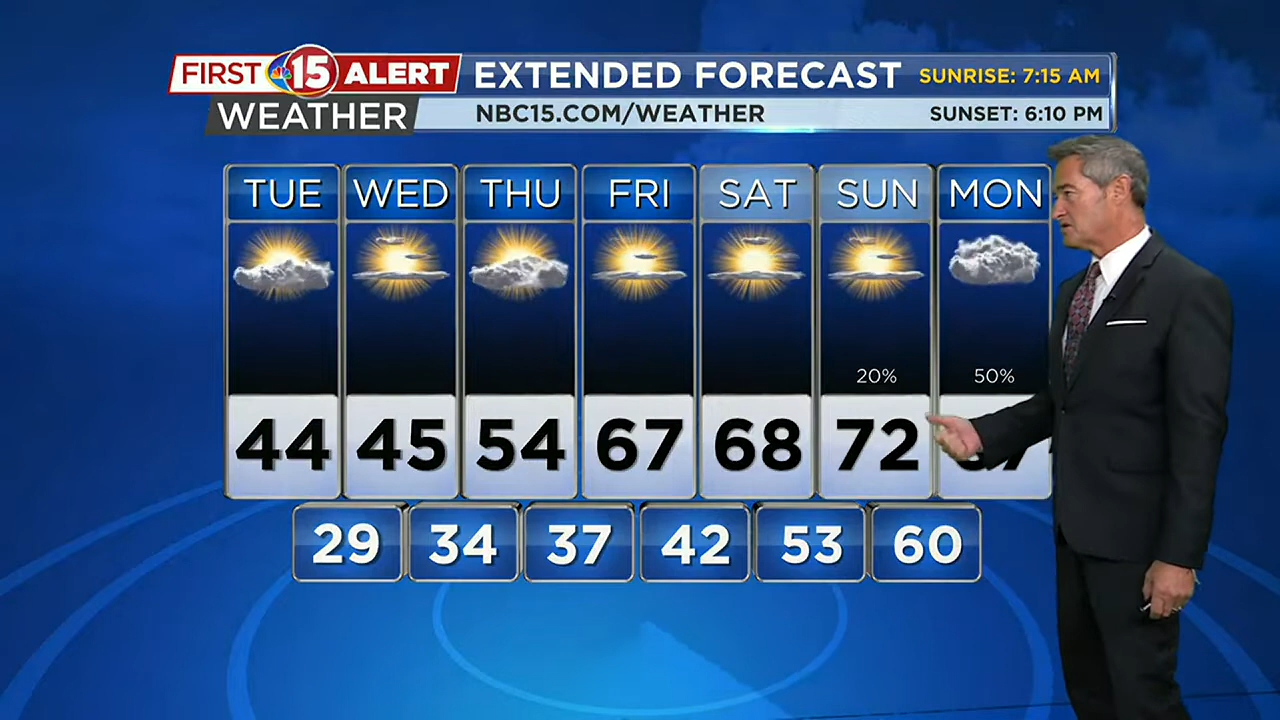 FIRST 15 ALERT
WEATHER
EXTENDED FORECAST
SUNRISE: 7:15 AM
NBC15.COM/WEATHER
SUNSET: 6:10 PM
TUE WED THU FRI SAT SUN MON
20% 50%
44 45 54 67 68 72
29 34 37 42 53 60